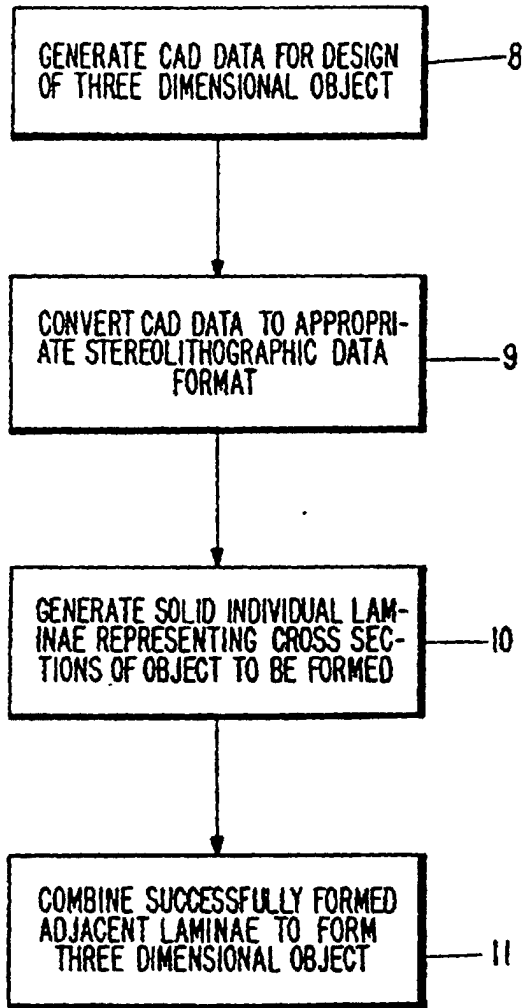 GENERATE CAD DATA FOR DESIGN
OF THREE DIMENSIONAL OBJECT
8
CONVERT CAD DATA TO APPROPRI-
ATE STEREOLITHOGRAPHIC DATA
FORMAT
9
GENERATE SOLID INDIVIDUAL LAM-
INAE REPRESENTING CROSS SEC-
TIONS OF OBJECT TO BE FORMED
10
COMBINE SUCCESSFULLY FORMED
ADJACENT LAMINAE TO FORM
THREE DIMENSIONAL OBJECT
11